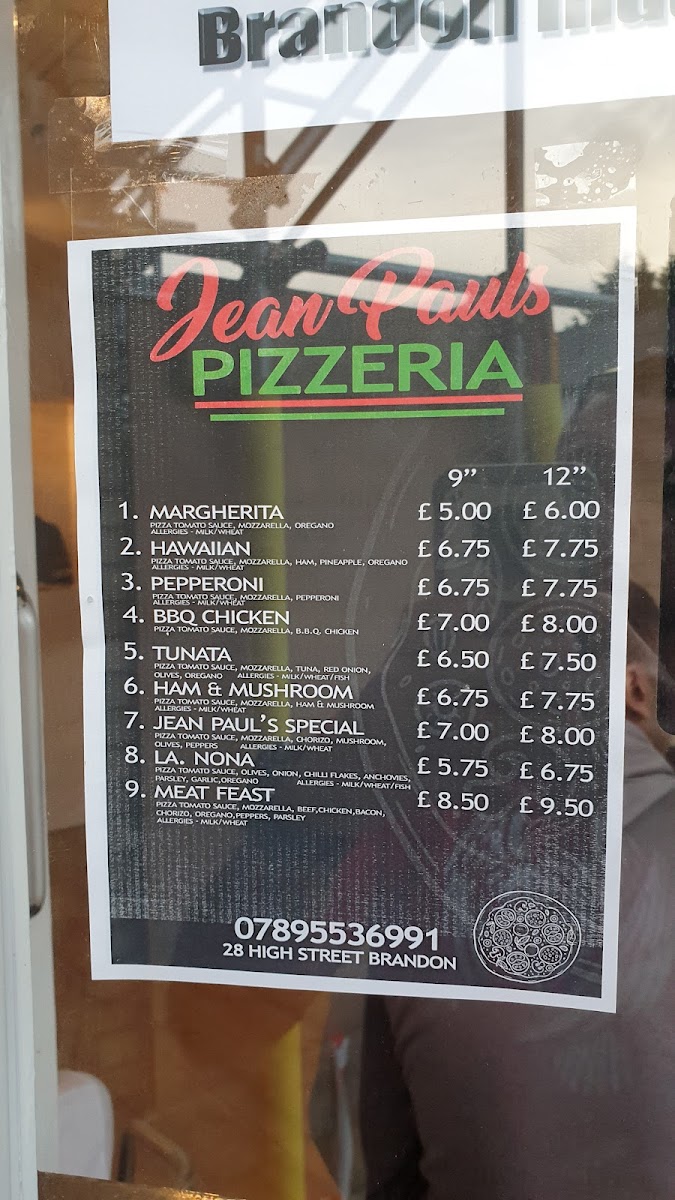 Brandon
Jean Pauls
PIZZERIA
9” 12”
1. MARGHERITA £ 5.00 £ 6.00
PIZZA TOMATO SAUCE, MOZZARELLA, OREGANO
ALLERGIES - MILK/WHEAT
2. HAWAIIAN £ 6.75 £ 7.75
PIZZA TOMATO SAUCE, MOZZARELLA, HAM, PINEAPPLE, OREGANO
ALLERGIES - MILK/WHEAT
3. PEPPERONI £ 6.75 £ 7.75
PIZZA TOMATO SAUCE, MOZZARELLA, PEPPERONI
ALLERGIES - MILK/WHEAT
4. BBQ CHICKEN £ 7.00 £ 8.00
PIZZA TOMATO SAUCE, MOZZARELLA, B.B.Q, CHICKEN
5. TUNATA £ 6.50 £ 7.50
PIZZA TOMATO SAUCE, MOZZARELLA, TUNA, RED ONION,
OLIVES, OREGANO ALLERGIES - MILK/WHEAT/FISH
6. HAM & MUSHROOM £ 6.75 £ 7.75
PIZZA TOMATO SAUCE, MOZZARELLA, HAM & MUSHROOM
ALLERGIES - MILK/WHEAT
7. JEAN PAUL'S SPECIAL £ 7.00 £ 8.00
PIZZA TOMATO SAUCE, MOZZARELLA, CHORIZO, MUSHROOM,
OLIVES, PEPPERS ALLERGIES - MILK/WHEAT
8. LA. NONA £ 5.75 £ 6.75
PIZZA TOMATO SAUCE, OLIVES, ONION, CHILLI FLAKES, ANCHOVIES,
PARSLEY, GARLIC,OREGANO ALLERGIES - MILK/WHEAT/FISH
9. MEAT FEAST £ 8.50 £ 9.50
PIZZA TOMATO SAUCE, MOZZARELLA, BEEF,CHICKEN,BACON,
CHORIZO, OREGANO,PEPPERS, PARSLEY
ALLERGIES - MILK/WHEAT
07895536991
28 HIGH STREET BRANDON